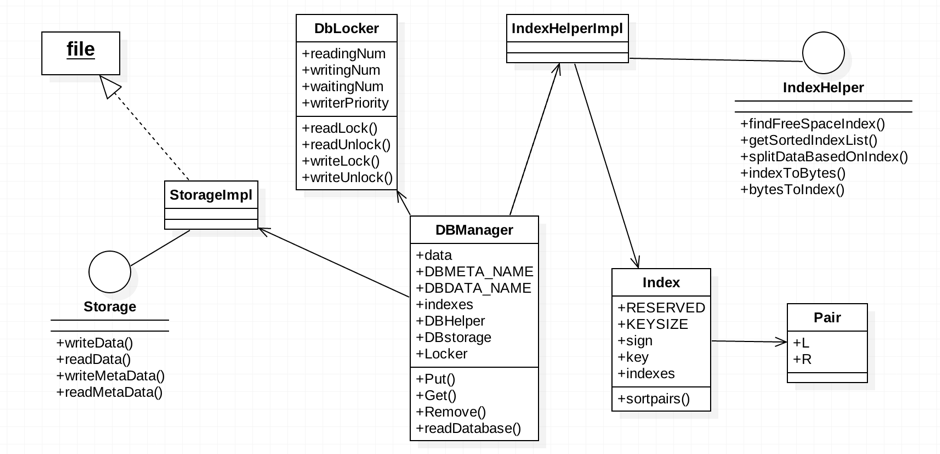 file
DbLocker
+readingNum
+writingNum
+waitingNum
+writerPriority
+readLock()
+readUnlock()
+writeLock()
+writeUnlock()
IndexHelperImpl
IndexHelper
+findFreeSpaceIndex()
+getSortedIndexList()
+splitDataBasedOnIndex()
+indexToBytes()
+bytesToIndex()
StorageImpl
Storage
+writeData()
+readData()
+writeMetaData()
+readMetaData()
DBManager
+data
+DBMETA_NAME
+DBDATA_NAME
+indexes
+DBHelper
+DBstorage
+Locker
+Put()
+Get()
+Remove()
+readDatabase()
Index
+RESERVED
+KEYSIZE
+sign
+key
+indexes
+sortpairs()
Pair
+L
+R